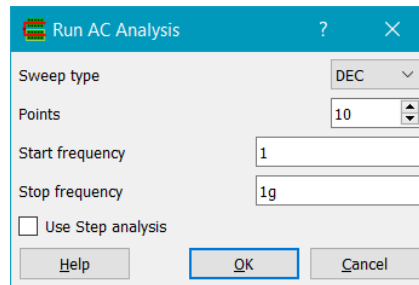 Run AC Analysis ?
Sweep type DEC
Points 10
Start frequency 1
Stop frequency 1g
Use Step analysis
Help OK Cancel